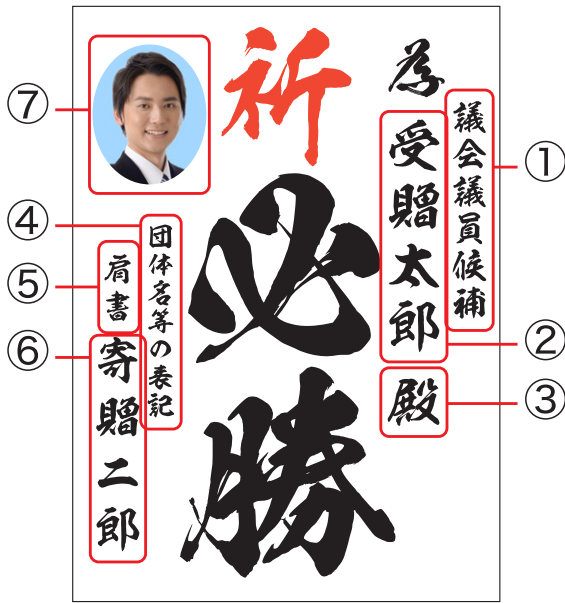 為
議会議員候補
受贈太郎
殿
祈
必勝
団体名等の表記
肩書
寄贈二郎
①
②
③
④
⑤
⑥
⑦